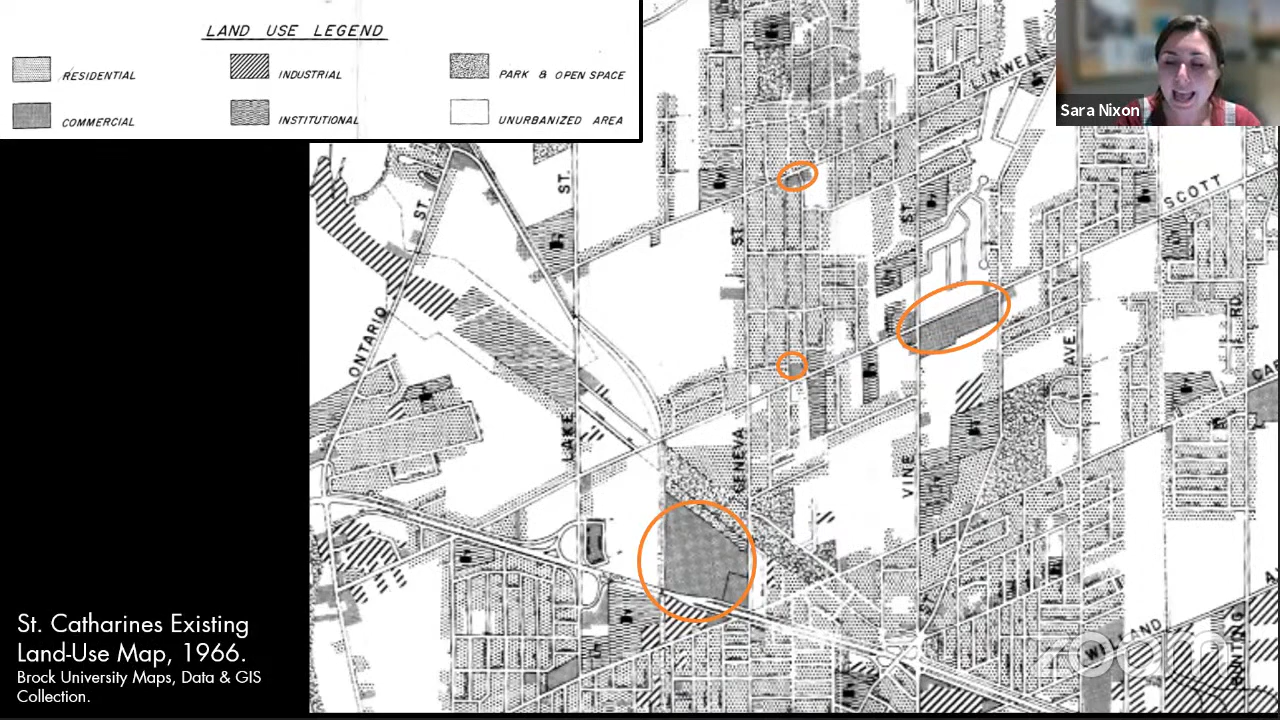 LAND USE LEGEND
RESIDENTIAL
INDUSTRIAL
PARK & OPEN SPACE
COMMERCIAL
INSTITUTIONAL
UNURBANIZED AREA
Sara Nixon
LINWELL
SCOTT
ST.
ST.
ST.
ST.
ONTARIO
LAKE
GENEVA
VINE
AVE
RD
ST
WELLAND
BUNTING
zoom
St. Catharines Existing
Land-Use Map, 1966.
Brock University Maps, Data & GIS
Collection.